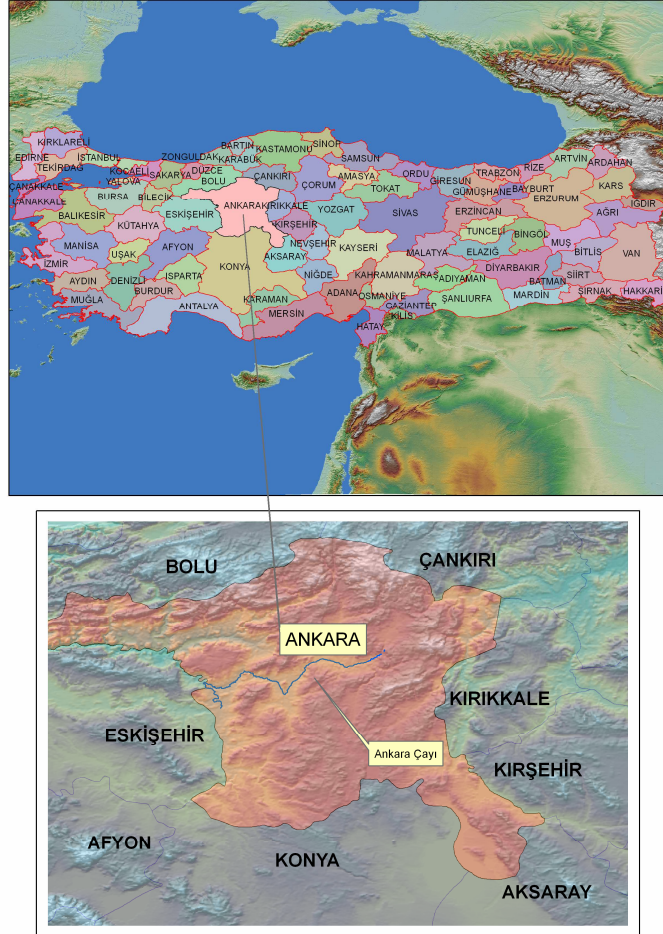 KIRKLARELİ
EDİRNE
TEKİRDAĞ
İSTANBUL
KOCAELİ
YALOVA
SAKARYA
DÜZCE
ZONGULDAK
BARTIN
KARABÜK
KASTAMONU
SİNOP
SAMSUN
ORDU
GİRESUN
TRABZON
RİZE
ARTVİN
ARDAHAN
ÇANAKKALE
ÇANAKKALE
BURSA
BİLECİK
BOLU
ÇANKIRI
ÇORUM
AMASYA
TOKAT
GÜMÜŞHANE
BAYBURT
ERZURUM
KARS
IGDIR
BALIKESİR
KÜTAHYA
ESKİŞEHİR
ANKARA
KIRIKKALE
KIRŞEHİR
YOZGAT
SİVAS
ERZİNCAN
AĞRI
MANİSA
UŞAK
AFYON
NEVŞEHİR
AKSARAY
KAYSERİ
MALATYA
TUNCELİ
ELAZIĞ
BİNGÖL
MUŞ
BİTLİS
VAN
İZMİR
AYDIN
DENİZLİ
ISPARTA
KONYA
NİĞDE
KAHRAMANMARAŞ
ADIYAMAN
DİYARBAKIR
BATMAN
SİİRT
MUĞLA
BURDUR
ANTALYA
KARAMAN
MERSİN
ADANA
OSMANİYE
GAZİANTEP
KİLİS
ŞANLIURFA
MARDİN
ŞIRNAK
HAKKARİ
HATAY
BOLU
ÇANKIRI
ANKARA
KIRIKKALE
ESKİŞEHİR
Ankara Çayı
KIRŞEHİR
AFYON
KONYA
AKSARAY